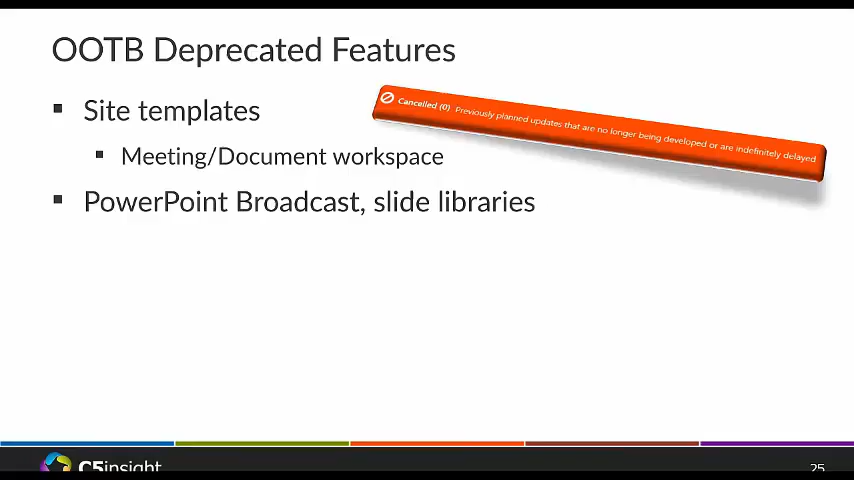 OOTB Deprecated Features
Site templates
Cancelled (0) Previously planned updates that are no longer being developed or are indefinitely delayed
Meeting/Document workspace
PowerPoint Broadcast, slide libraries
C5insight
25